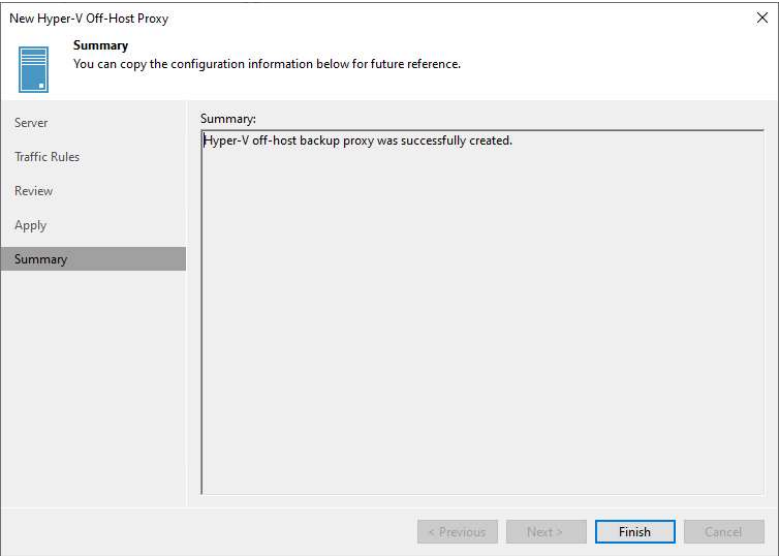 New Hyper-V Off-Host Proxy
Summary
You can copy the configuration information below for future reference.
Server
Traffic Rules
Review
Apply
Summary
Summary:
Hyper-V off-host backup proxy was successfully created.
< Previous
Next >
Finish
Cancel